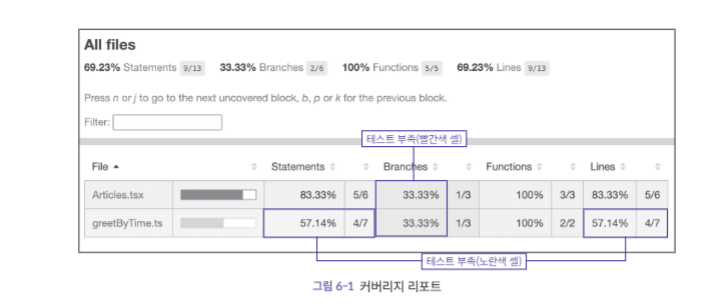 All files
69.23% Statements 9/13 33.33% Branches 2/6 100% Functions 5/5 69.23% Lines 9/13
Press n or j to go to the next uncovered block, b, p or k for the previous block.
Filter:
테스트 부족(빨간색 셀)
File Statements Branches Functions Lines
Articles.tsx 83.33% 5/6 33.33% 1/3 100% 3/3 83.33% 5/6
greetByTime.ts 57.14% 4/7 33.33% 1/3 100% 2/2 57.14% 4/7
테스트 부족(노란색 셀)
그림 6-1 커버리지 리포트